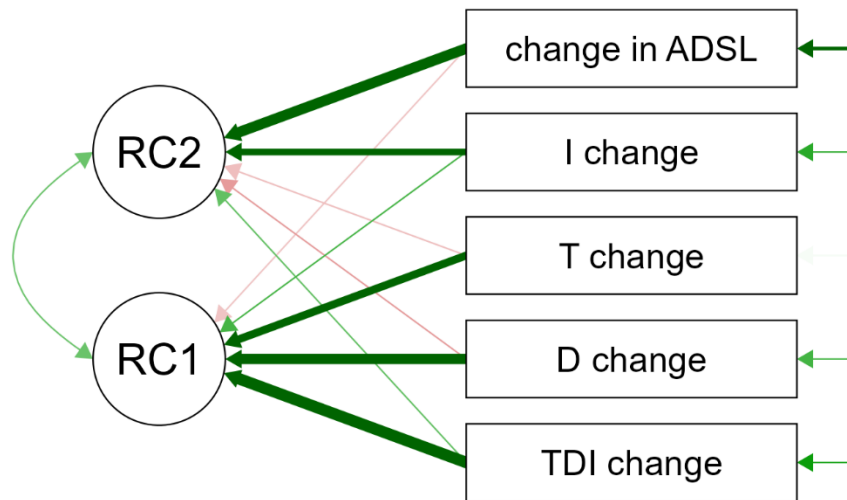 change in ADSL
RC2
I change
T change
RC1
D change
TDI change